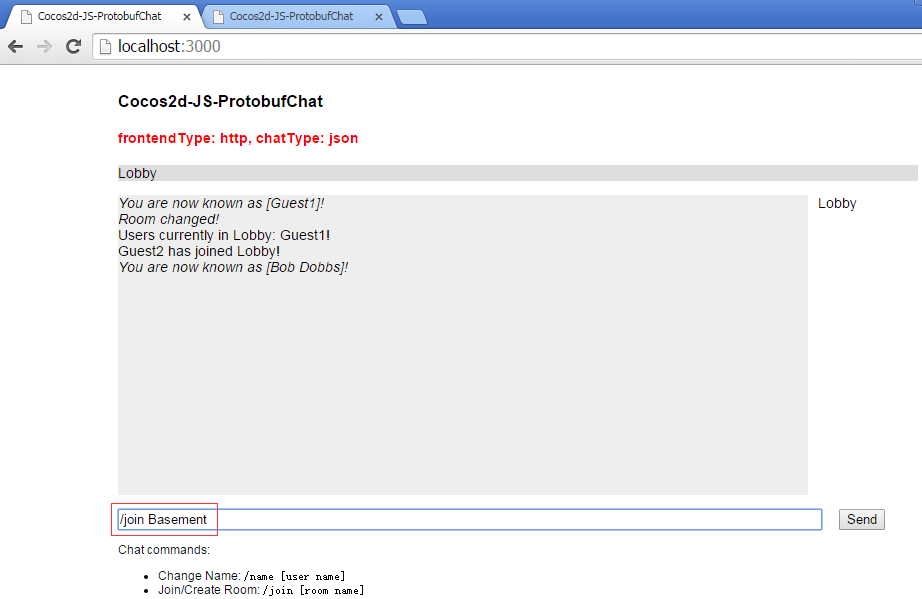 Cocos2d-JS-ProtobufChat
Cocos2d-JS-ProtobufChat
localhost:3000
Cocos2d-JS-ProtobufChat
frontendType: http, chatType: json
Lobby
You are now known as [Guest1]!
Room changed!
Users currently in Lobby: Guest1!
Guest2 has joined Lobby!
You are now known as [Bob Dobbs]!
Lobby
/join Basement
Send
Chat commands:
• Change Name: /name [user name]
• Join/Create Room: /join [room name]